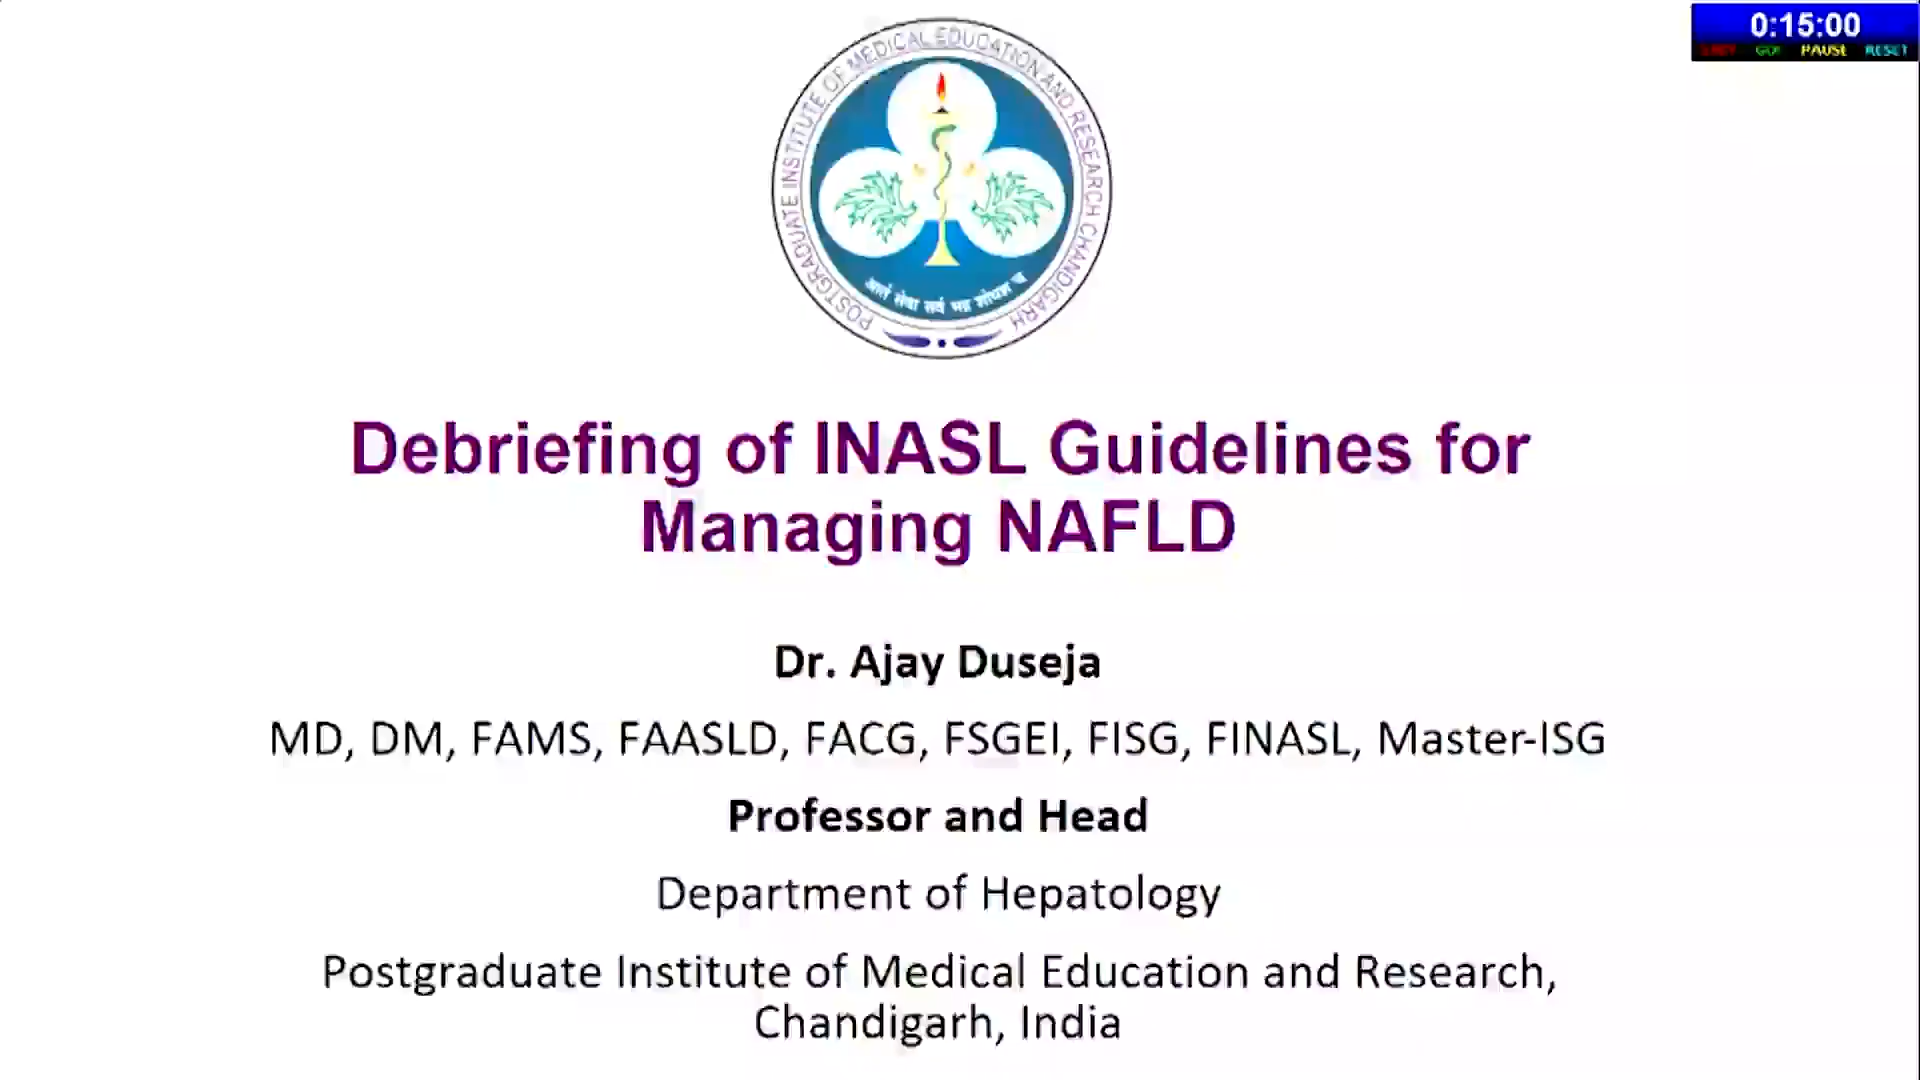 0:15:00
GO! PAUSE RESET
POSTGRADUATE INSTITUTE OF MEDICAL EDUCATION AND RESEARCH CHANDIGARH
सेवा सर्व
Debriefing of INASL Guidelines for
Managing NAFLD
Dr. Ajay Duseja
MD, DM, FAMS, FAASLD, FACG, FSGEI, FISG, FINASL, Master-ISG
Professor and Head
Department of Hepatology
Postgraduate Institute of Medical Education and Research,
Chandigarh, India